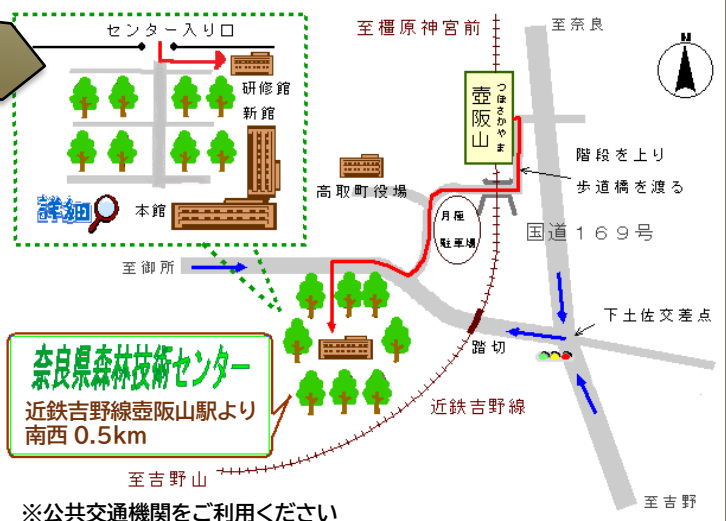 センター入り口
研修館
新館
本館
詳細
至橿原神宮前
至奈良
N
つぼさかやま
壺阪山
階段を上り
歩道橋を渡る
高取町役場
月極
駐車場
国道169号
至御所
下土佐交差点
踏切
奈良県森林技術センター
近鉄吉野線壺阪山駅より
南西 0.5km
近鉄吉野線
至吉野山
至吉野
※公共交通機関をご利用ください